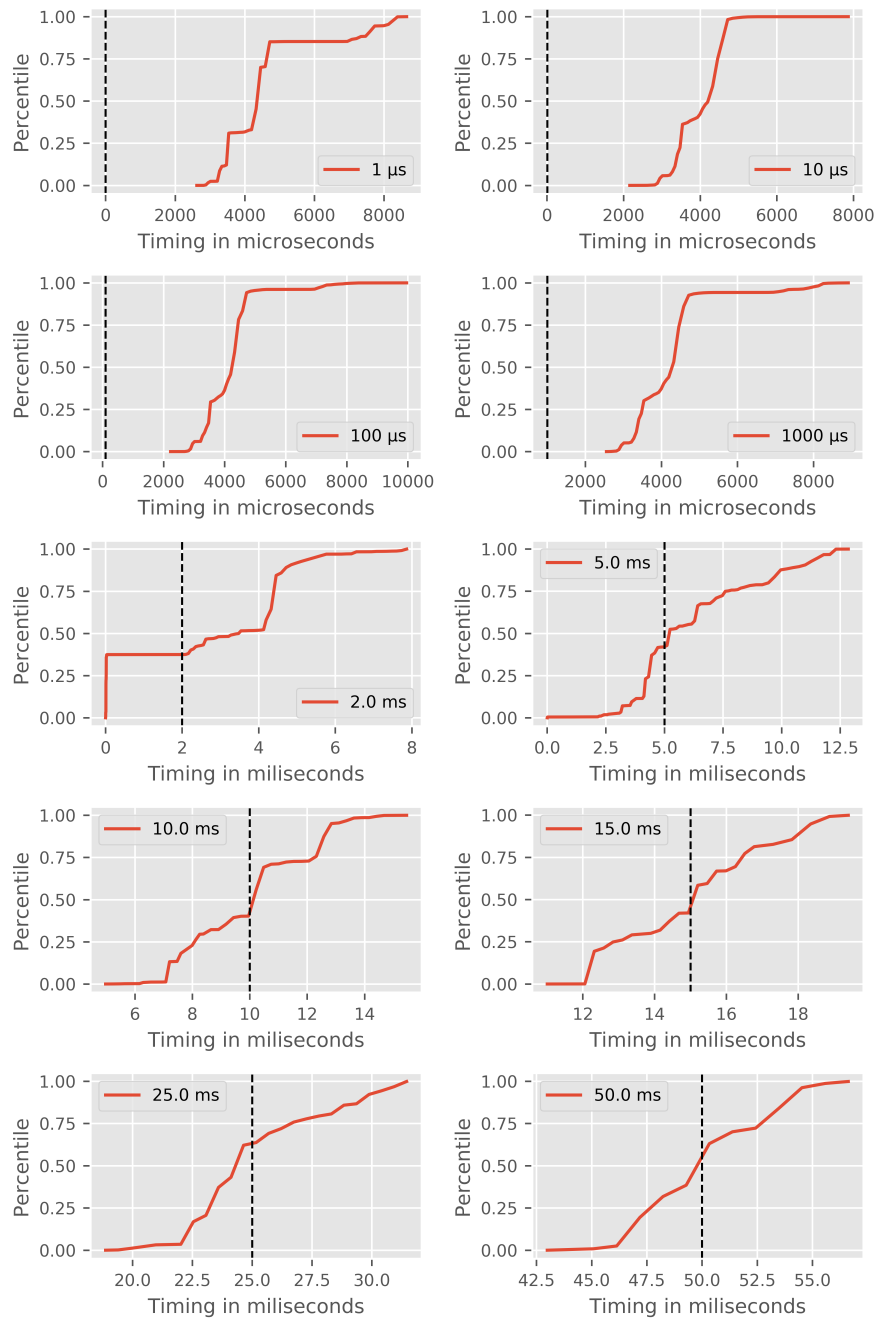 1.00
0.75
0.50
0.25
0.00
Percentile
1 µs
0 2000 4000 6000 8000
Timing in microseconds
1.00
0.75
0.50
0.25
0.00
Percentile
10 µs
0 2000 4000 6000 8000
Timing in microseconds
1.00
0.75
0.50
0.25
0.00
Percentile
100 µs
0 2000 4000 6000 8000 10000
Timing in microseconds
1.00
0.75
0.50
0.25
0.00
Percentile
1000 µs
2000 4000 6000 8000
Timing in microseconds
1.00
0.75
0.50
0.25
0.00
Percentile
2.0 ms
0 2 4 6 8
Timing in miliseconds
1.00
0.75
0.50
0.25
0.00
Percentile
5.0 ms
0.0 2.5 5.0 7.5 10.0 12.5
Timing in miliseconds
1.00
0.75
0.50
0.25
0.00
Percentile
10.0 ms
6 8 10 12 14
Timing in miliseconds
1.00
0.75
0.50
0.25
0.00
Percentile
15.0 ms
12 14 16 18
Timing in miliseconds
1.00
0.75
0.50
0.25
0.00
Percentile
25.0 ms
20.0 22.5 25.0 27.5 30.0
Timing in miliseconds
1.00
0.75
0.50
0.25
0.00
Percentile
50.0 ms
42.5 45.0 47.5 50.0 52.5 55.0
Timing in miliseconds